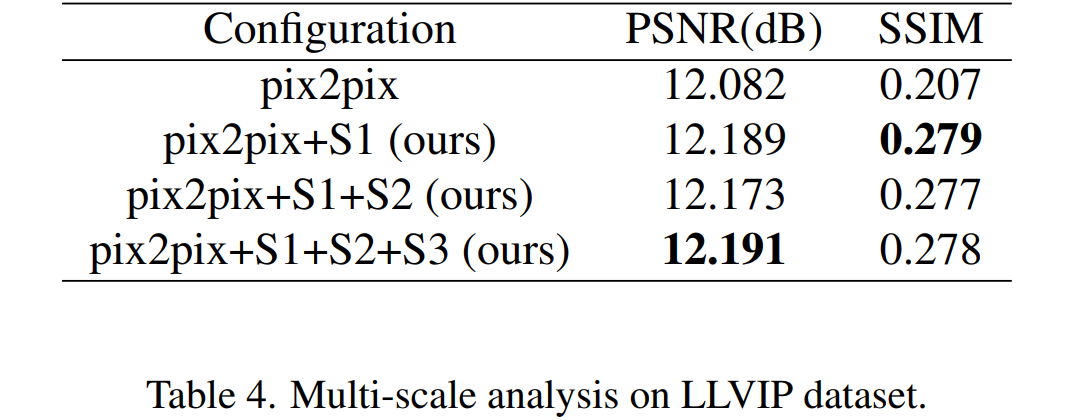 Configuration PSNR(dB) SSIM
pix2pix 12.082 0.207
pix2pix+S1 (ours) 12.189 0.279
pix2pix+S1+S2 (ours) 12.173 0.277
pix2pix+S1+S2+S3 (ours) 12.191 0.278
Table 4. Multi-scale analysis on LLVIP dataset.